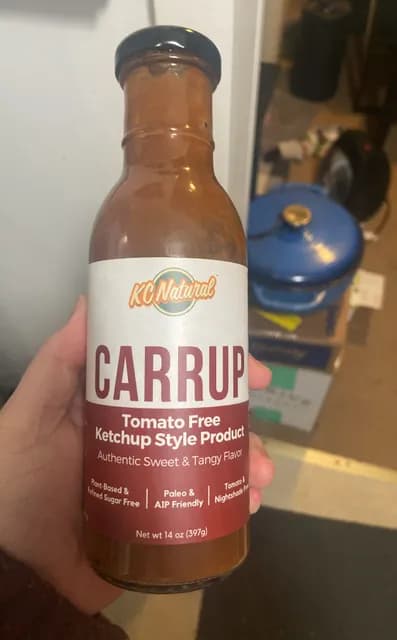 KC Natural
CARRUP
Tomato Free
Ketchup Style Product
Authentic Sweet & Tangy Flavor
Plant-Based &
Refined Sugar Free
Paleo &
AIP Friendly
Tomato &
Nightshade
Net wt 14 oz (397g)